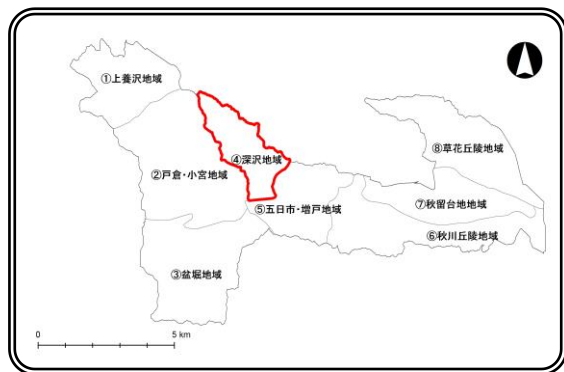 ①上養沢地域
②戸倉・小宮地域
④深沢地域
⑧草花丘陵地域
⑦秋留台地地域
⑤五日市・増戸地域
⑥秋川丘陵地域
③盆堀地域
0
5 km